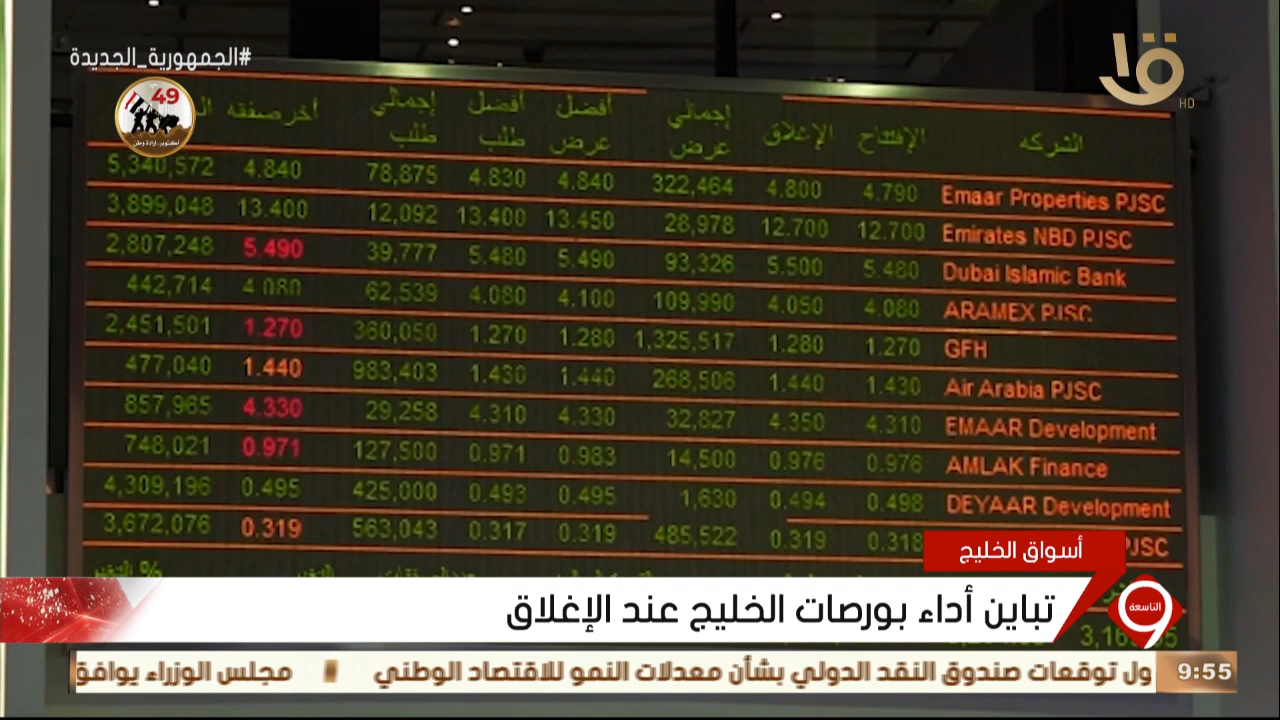 #الجمهورية_الجديدة
49
أكتوبر.. إرادة وطن
HD
الشركه الإفتتاح الإغلاق إجمالي عرض أفضل عرض أفضل طلب إجمالي طلب أخر صفقه
Emaar Properties PJSC 4.790 4.800 322,464 4.840 4.830 78,875 4.840 5,340,572
Emirates NBD PJSC 12.700 12.700 28,978 13.450 13.400 12,092 13.400 3,899,048
Dubai Islamic Bank 5.480 5.500 93,326 5.490 5.480 39,777 5.490 2,807,248
ARAMEX PJSC 4.080 4.050 109,990 4.100 4.080 62,539 4.080 442,714
GFH 1.270 1.280 1,325,517 1.280 1.270 360,050 1.270 2,451,501
Air Arabia PJSC 1.430 1.440 268,506 1.440 1.430 983,403 1.440 477,040
EMAAR Development 4.310 4.350 32,827 4.330 4.310 29,258 4.330 857,965
AMLAK Finance 0.976 0.976 14,500 0.983 0.971 127,500 0.971 748,021
DEYAAR Development 0.498 0.494 1,630 0.495 0.493 425,000 0.495 4,309,196
PJSC 0.318 0.319 485,522 0.319 0.317 563,043 0.319 3,672,076
أسواق الخليج
التاسعة
تباين أداء بورصات الخليج عند الإغلاق
9:55
ول توقعات صندوق النقد الدولي بشأن معدلات النمو للاقتصاد الوطني مجلس الوزراء يوافق